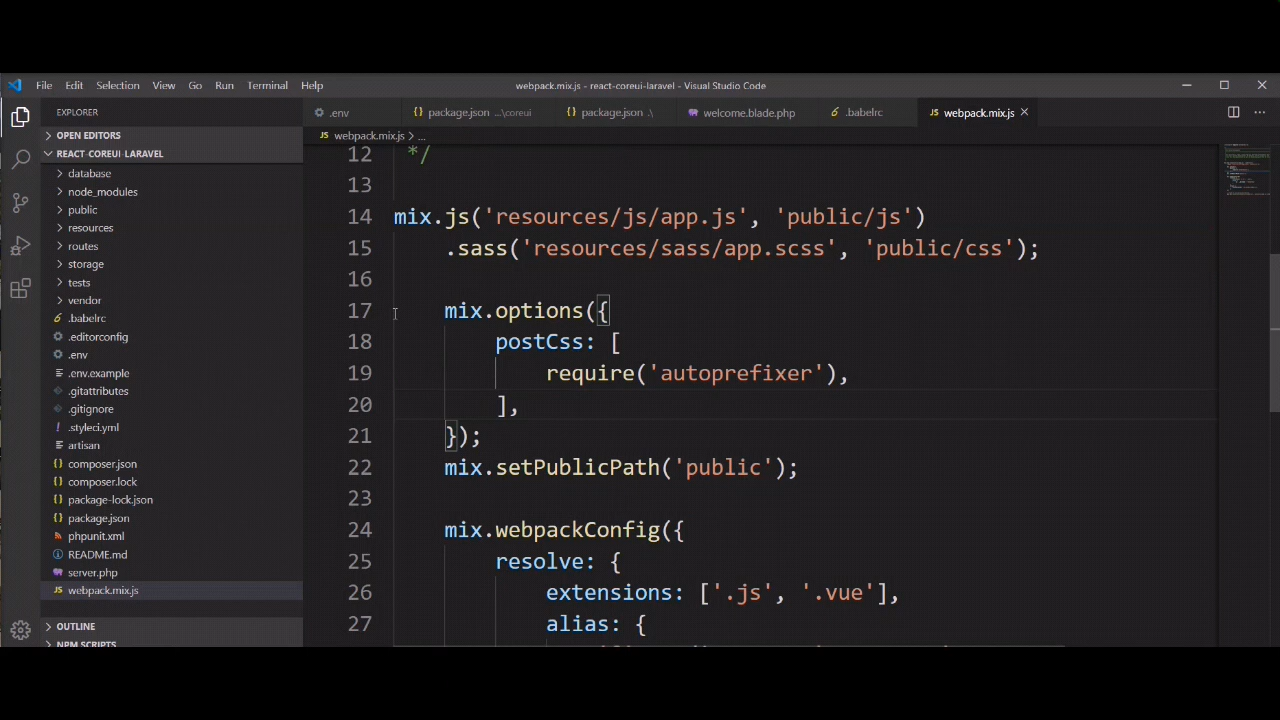 File Edit Selection View Go Run Terminal Help
webpack.mix.js - react-coreui-laravel - Visual Studio Code
EXPLORER
OPEN EDITORS
REACT-COREUI-LARAVEL
database
node_modules
public
resources
routes
storage
tests
vendor
.babelrc
.editorconfig
.env
.env.example
.gitattributes
.gitignore
.styleci.yml
artisan
composer.json
composer.lock
package-lock.json
package.json
phpunit.xml
README.md
server.php
webpack.mix.js
OUTLINE
NPM SCRIPTS
.env package.json ...\coreui package.json .\ welcome.blade.php .babelrc webpack.mix.js
webpack.mix.js > ...
12 */
13
14 mix.js('resources/js/app.js', 'public/js')
15 .sass('resources/sass/app.scss', 'public/css');
16
17 mix.options({
18 postCss: [
19 require('autoprefixer'),
20 ],
21 });
22 mix.setPublicPath('public');
23
24 mix.webpackConfig({
25 resolve: {
26 extensions: ['.js', '.vue'],
27 alias: {